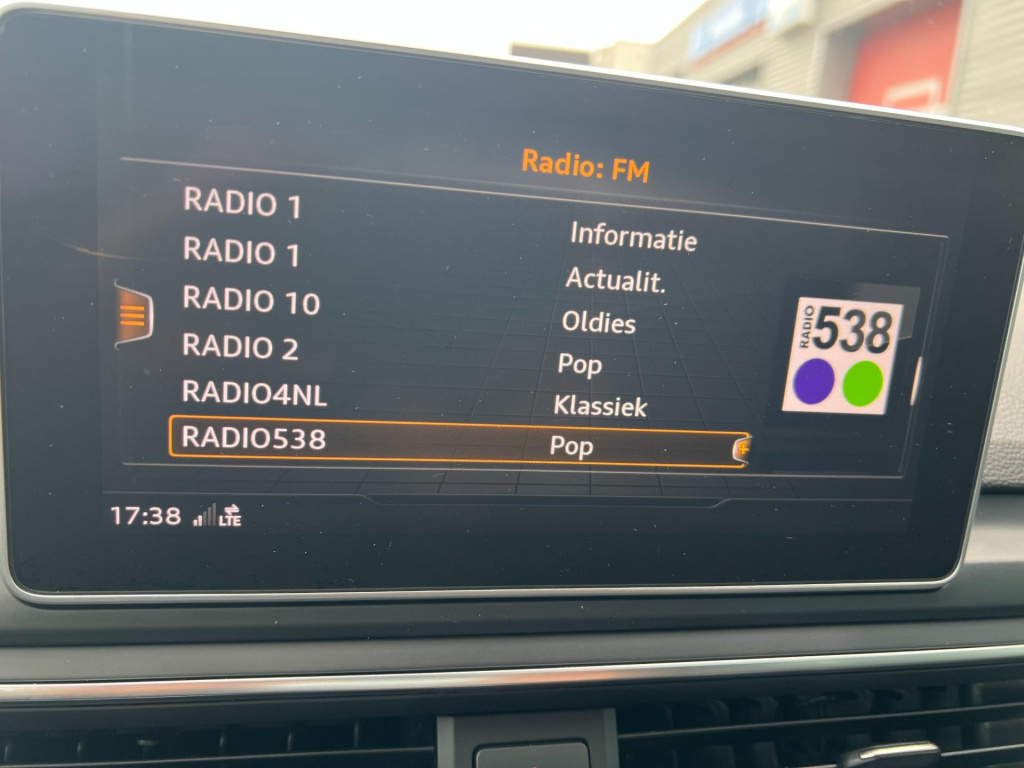 Radio: FM
RADIO 1 Informatie
RADIO 1 Actualit.
RADIO 10 Oldies
RADIO 2 Pop
RADIO4NL Klassiek
RADIO538 Pop
RADIO 538
17:38 LTE